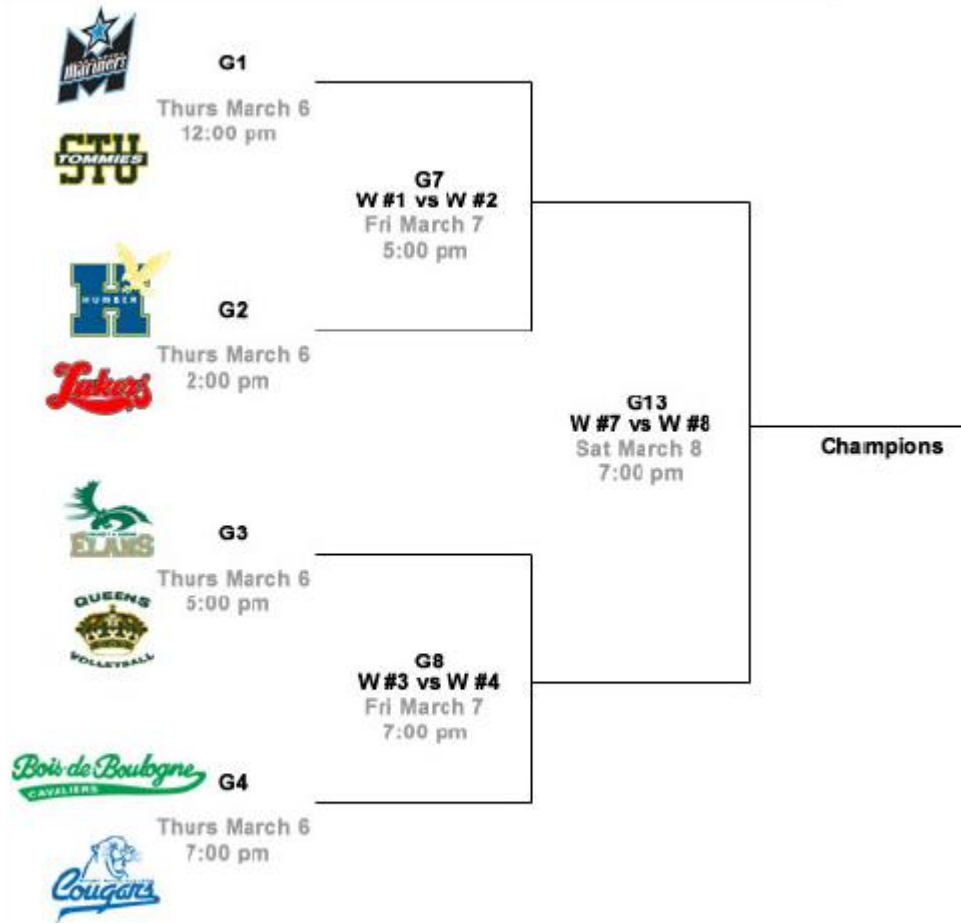 Mariners
G1
Thurs March 6
12:00 pm
STU
TOMMIES
G7
W #1 vs W #2
Fri March 7
5:00 pm
H
HUMBER
G2
Thurs March 6
2:00 pm
Lakers
G13
W #7 vs W #8
Sat March 8
7:00 pm
Champions
ELANS
G3
Thurs March 6
5:00 pm
QUEENS
VOLLEYBALL
G8
W #3 vs W #4
Fri March 7
7:00 pm
Bois-de-Boulogne
CAVALIERS
G4
Thurs March 6
7:00 pm
Cougars